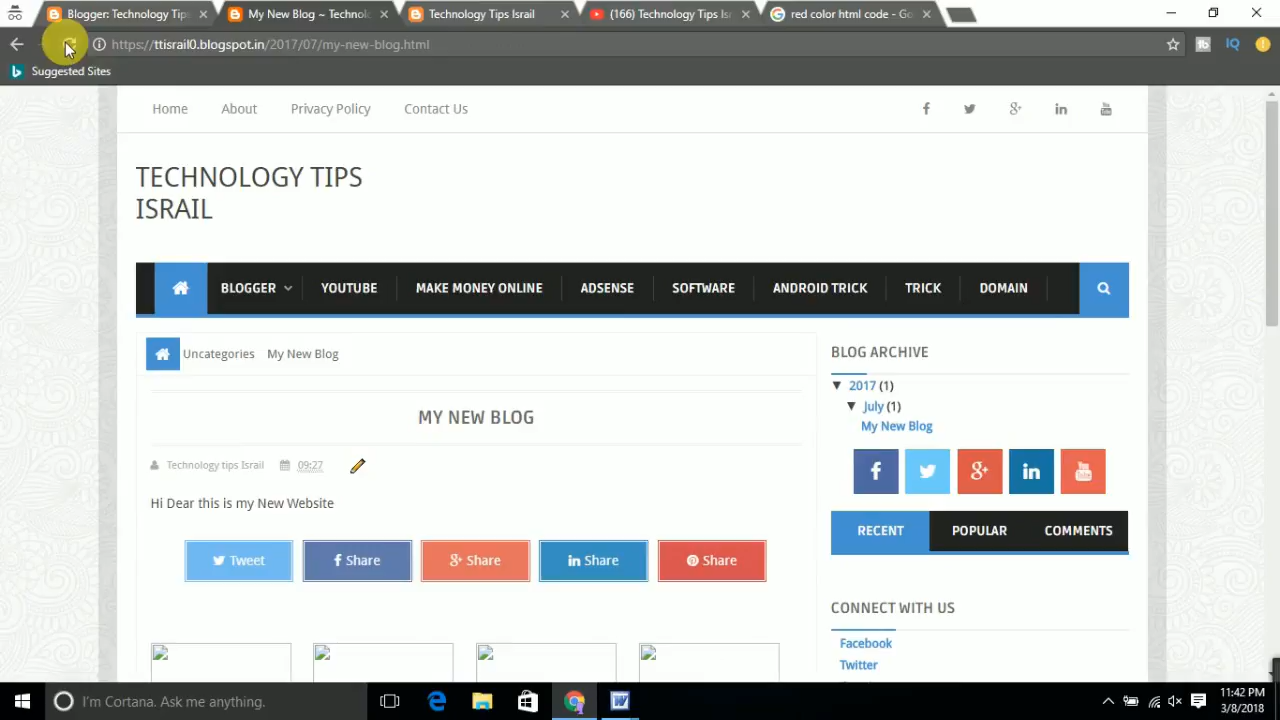 Blogger: Technology Tips
My New Blog ~ Technolo
Technology Tips Israil
(166) Technology Tips Is
red color html code - Go
https://ttisrail0.blogspot.in/2017/07/my-new-blog.html
Suggested Sites
Home About Privacy Policy Contact Us
TECHNOLOGY TIPS
ISRAIL
BLOGGER YOUTUBE MAKE MONEY ONLINE ADSENSE SOFTWARE ANDROID TRICK TRICK DOMAIN
Uncategories My New Blog
MY NEW BLOG
Technology tips Israil 09:27
Hi Dear this is my New Website
Tweet
Share
Share
Share
Share
BLOG ARCHIVE
▼ 2017 (1)
▼ July (1)
My New Blog
RECENT POPULAR COMMENTS
CONNECT WITH US
Facebook
Twitter
I'm Cortana. Ask me anything.
11:42 PM
3/8/2018